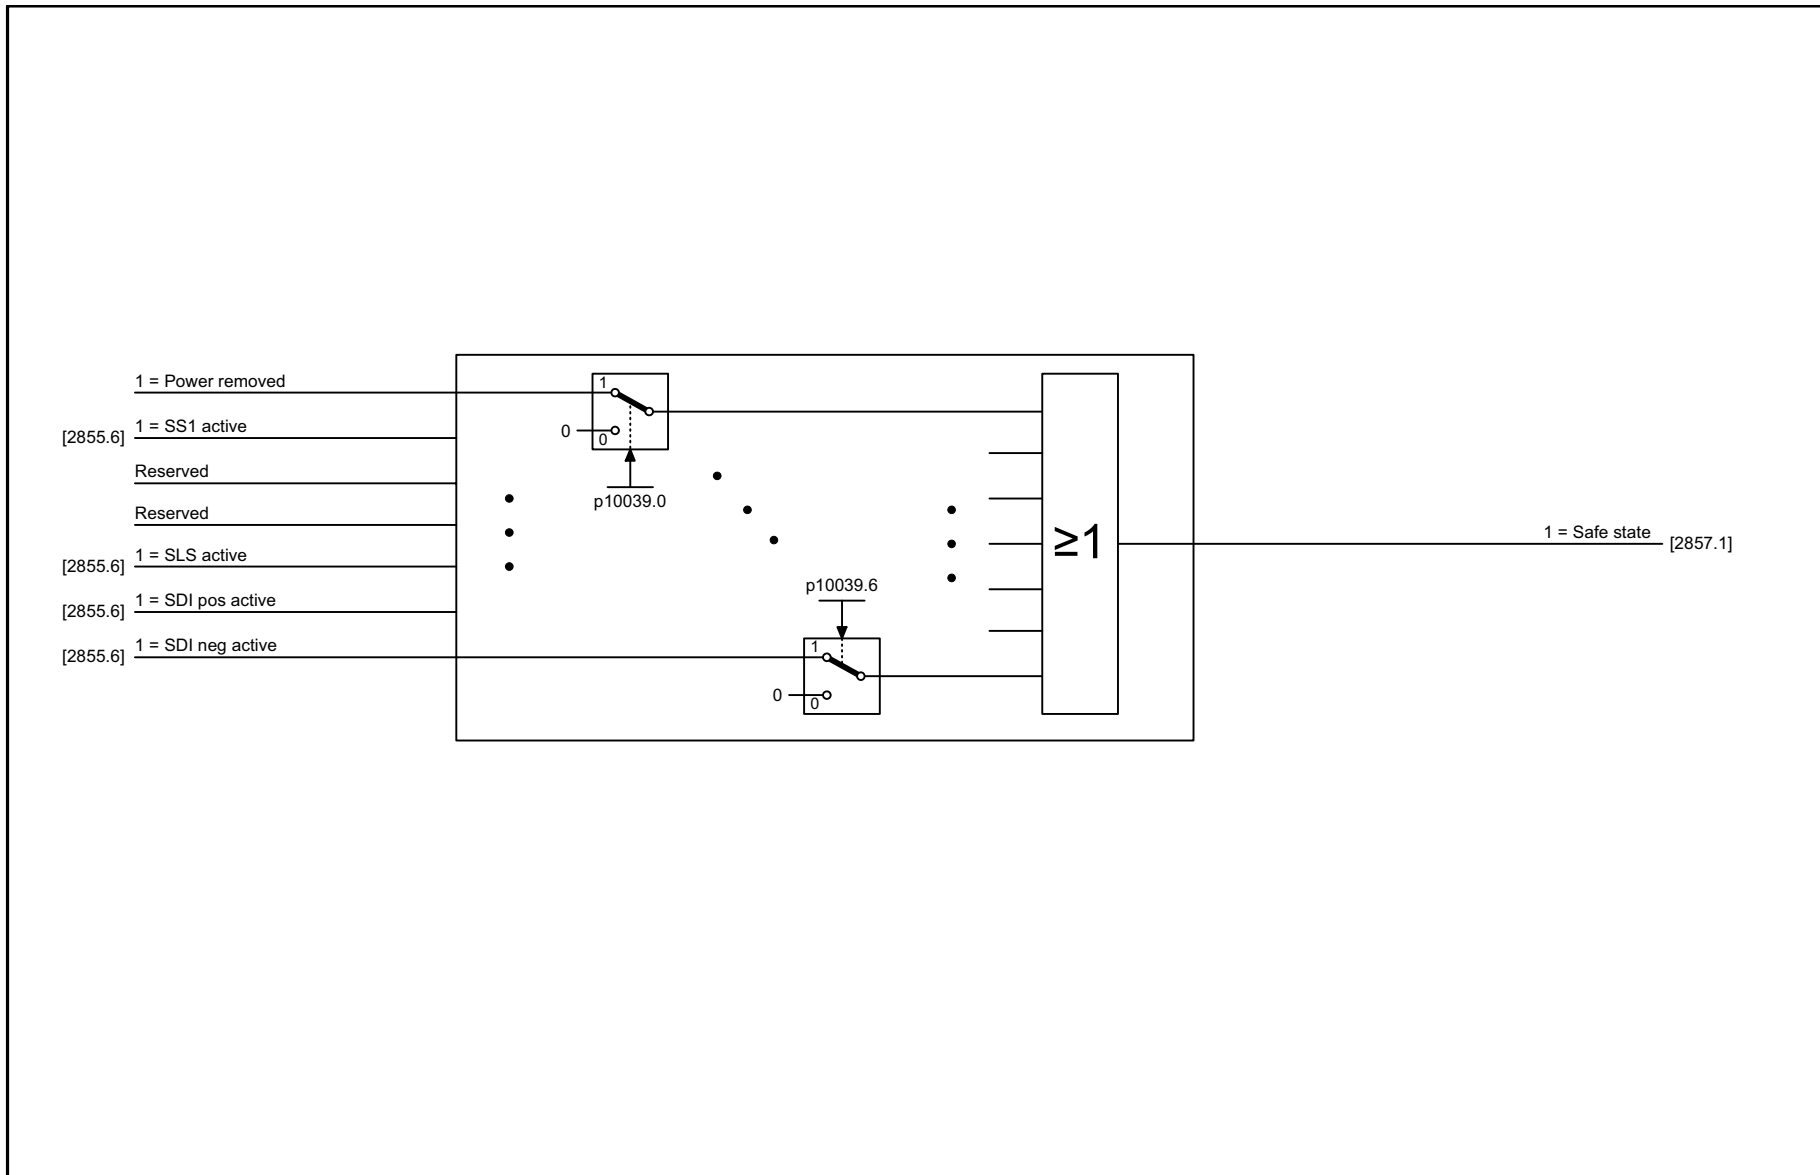 1 = Power removed
[2855.6] 1 = SS1 active
Reserved
Reserved
[2855.6] 1 = SLS active
[2855.6] 1 = SDI pos active
[2855.6] 1 = SDI neg active
1
0 0
p10039.0
p10039.6
1
0 0
≥1
1 = Safe state [2857.1]